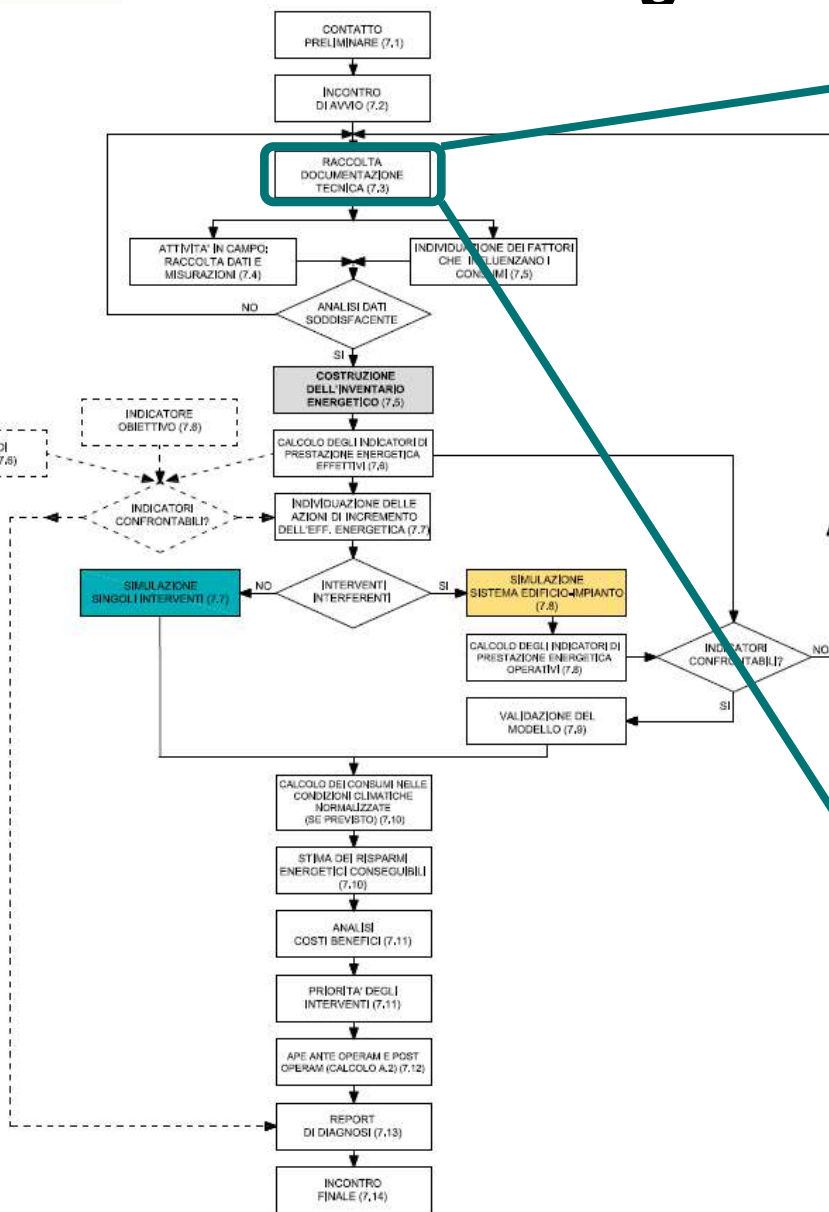 CONTATTO
PRELIMINARE (7.1)
INCONTRO
DI AVVIO (7.2)
RACCOLTA
DOCUMENTAZIONE
TECNICA (7.3)
ATTIVITA' IN CAMPO:
RACCOLTA DATI E
MISURAZIONI (7.4)
INDIVIDUAZIONE DEI FATTORI
CHE INFLUENZANO I
CONSUMI (7.5)
NO
ANALISI DATI
SODDISFACENTE
SI
COSTRUZIONE
DELL'INVENTARIO
ENERGETICO (7.5)
INDICATORE
OBIETTIVO (7.6)
DI
7.6)
CALCOLO DEGLI INDICATORI DI
PRESTAZIONE ENERGETICA
EFFETTIVI (7.6)
INDICATORI
CONFRONTABILI?
INDIVIDUAZIONE DELLE
AZIONI DI INCREMENTO
DELL'EFF. ENERGETICA (7.7)
SIMULAZIONE
SINGOLI INTERVENTI (7.7)
NO
INTERVENTI
INTERFERENTI
SI
SIMULAZIONE
SISTEMA EDIFICIO-IMPIANTO
(7.8)
CALCOLO DEGLI INDICATORI DI
PRESTAZIONE ENERGETICA
OPERATIVI (7.8)
INDICATORI
CONFRONTABILI?
NO
SI
VALIDAZIONE DEL
MODELLO (7.9)
CALCOLO DEI CONSUMI NELLE
CONDIZIONI CLIMATICHE
NORMALIZZATE
(SE PREVISTO) (7.10)
STIMA DEI RISPARMI
ENERGETICI CONSEGUIBILI
(7.10)
ANALISI
COSTI BENEFICI (7.11)
PRIORITA' DEGLI
INTERVENTI (7.11)
APE ANTE OPERAM E POST
OPERAM (CALCOLO A.2) (7.12)
REPORT
DI DIAGNOSI (7.13)
INCONTRO
FINALE (7.14)